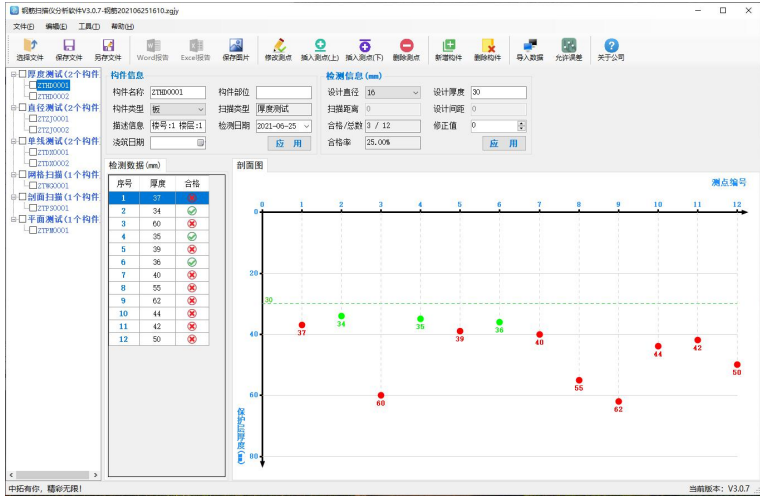 钢筋扫描仪分析软件V3.0.7-钢筋202106251610.zgjy
文件(F) 编辑(E) 工具(T) 帮助(H)
选择文件 保存文件 另存文件 Word报告 Excel报告 保存图片 修改测点 插入测点(上) 插入测点(下) 删除测点 新增构件 删除构件 导入数据 允许误差 关于公司
厚度测试(2个构件
ZTHD0001
ZTHD0002
直径测试(2个构件
ZTZJ0001
ZTZJ0002
单线测试(2个构件
ZTDX0001
ZTDX0002
网格扫描(1个构件
ZTWG0001
剖面扫描(1个构件
ZTPS0001
平面测试(1个构件
ZTPM0001
构件信息
构件名称 ZTHD0001 构件部位
构件类型 板 扫描类型 厚度测试
描述信息 楼号:1 楼层:1 检测日期 2021-06-25
浇筑日期 应 用
检测信息(mm)
设计直径 16 设计厚度 30
扫描距离 0 设计间距 0
合格/总数 3 / 12 修正值 0
合格率 25.00% 应 用
检测数据(mm)
序号 厚度 合格
1 37
2 34
3 60
4 35
5 39
6 36
7 40
8 55
9 62
10 44
11 42
12 50
剖面图
测点编号
0 1 2 3 4 5 6 7 8 9 10 11 12
0
20
30
40
60
80
37 34 60 35 39 36 40 55 62 44 42 50
保护层厚度(mm)
中拓有你，精彩无限！
当前版本：V3.0.7